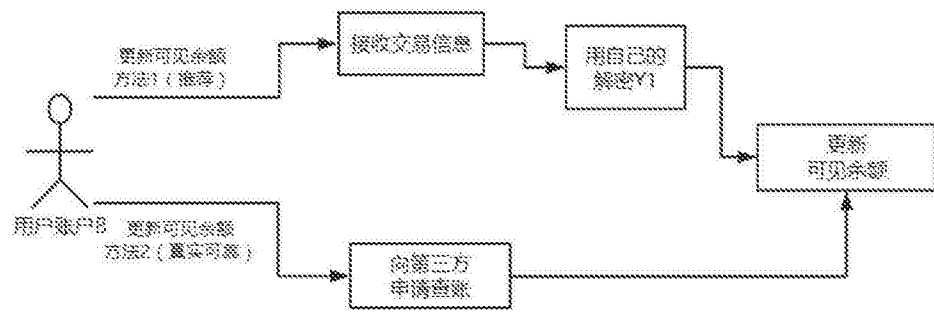 更新可见余额
方法1（推荐）
接收交易信息
用自己的
解密Y1
更新
可见余额
用户账户B
更新可见余额
方法2（真实可靠）
向第三方
申请查账